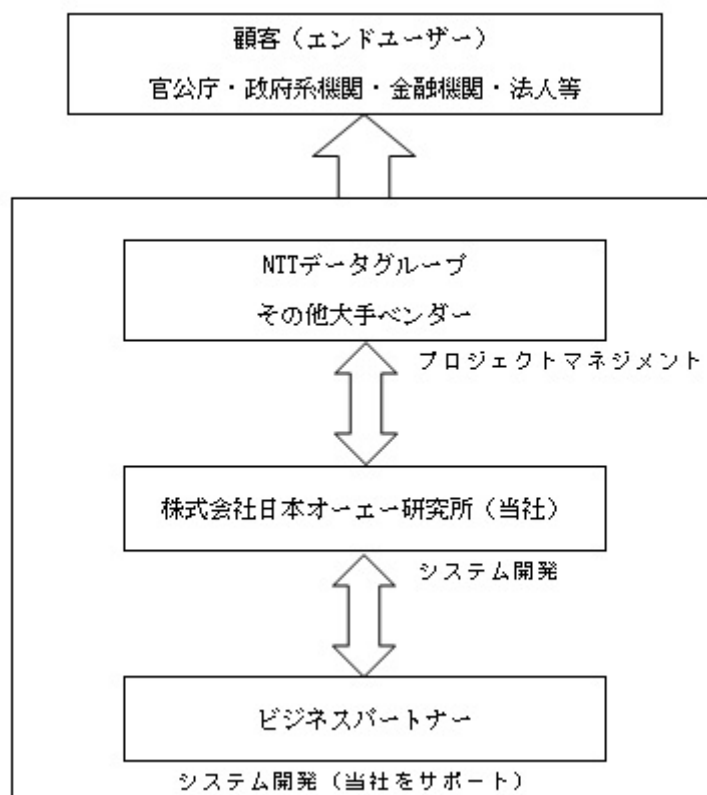 顧客（エンドユーザー）
官公庁・政府系機関・金融機関・法人等
NTTデータグループ
その他大手ベンダー
プロジェクトマネジメント
株式会社日本オーエー研究所（当社）
システム開発
ビジネスパートナー
システム開発（当社をサポート）